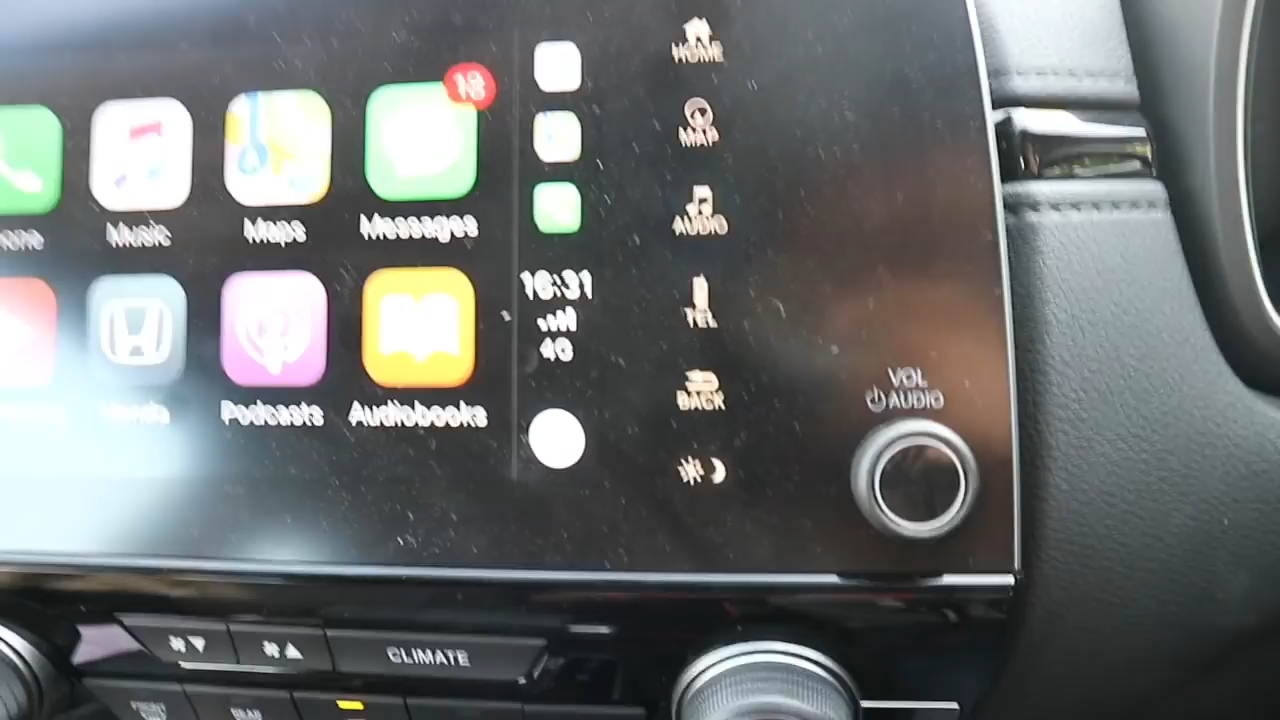 18
Music
Maps
Messages
Podcasts
Audiobooks
16:31
4G
HOME
MAP
AUDIO
TEL
BACK
VOL
AUDIO
CLIMATE